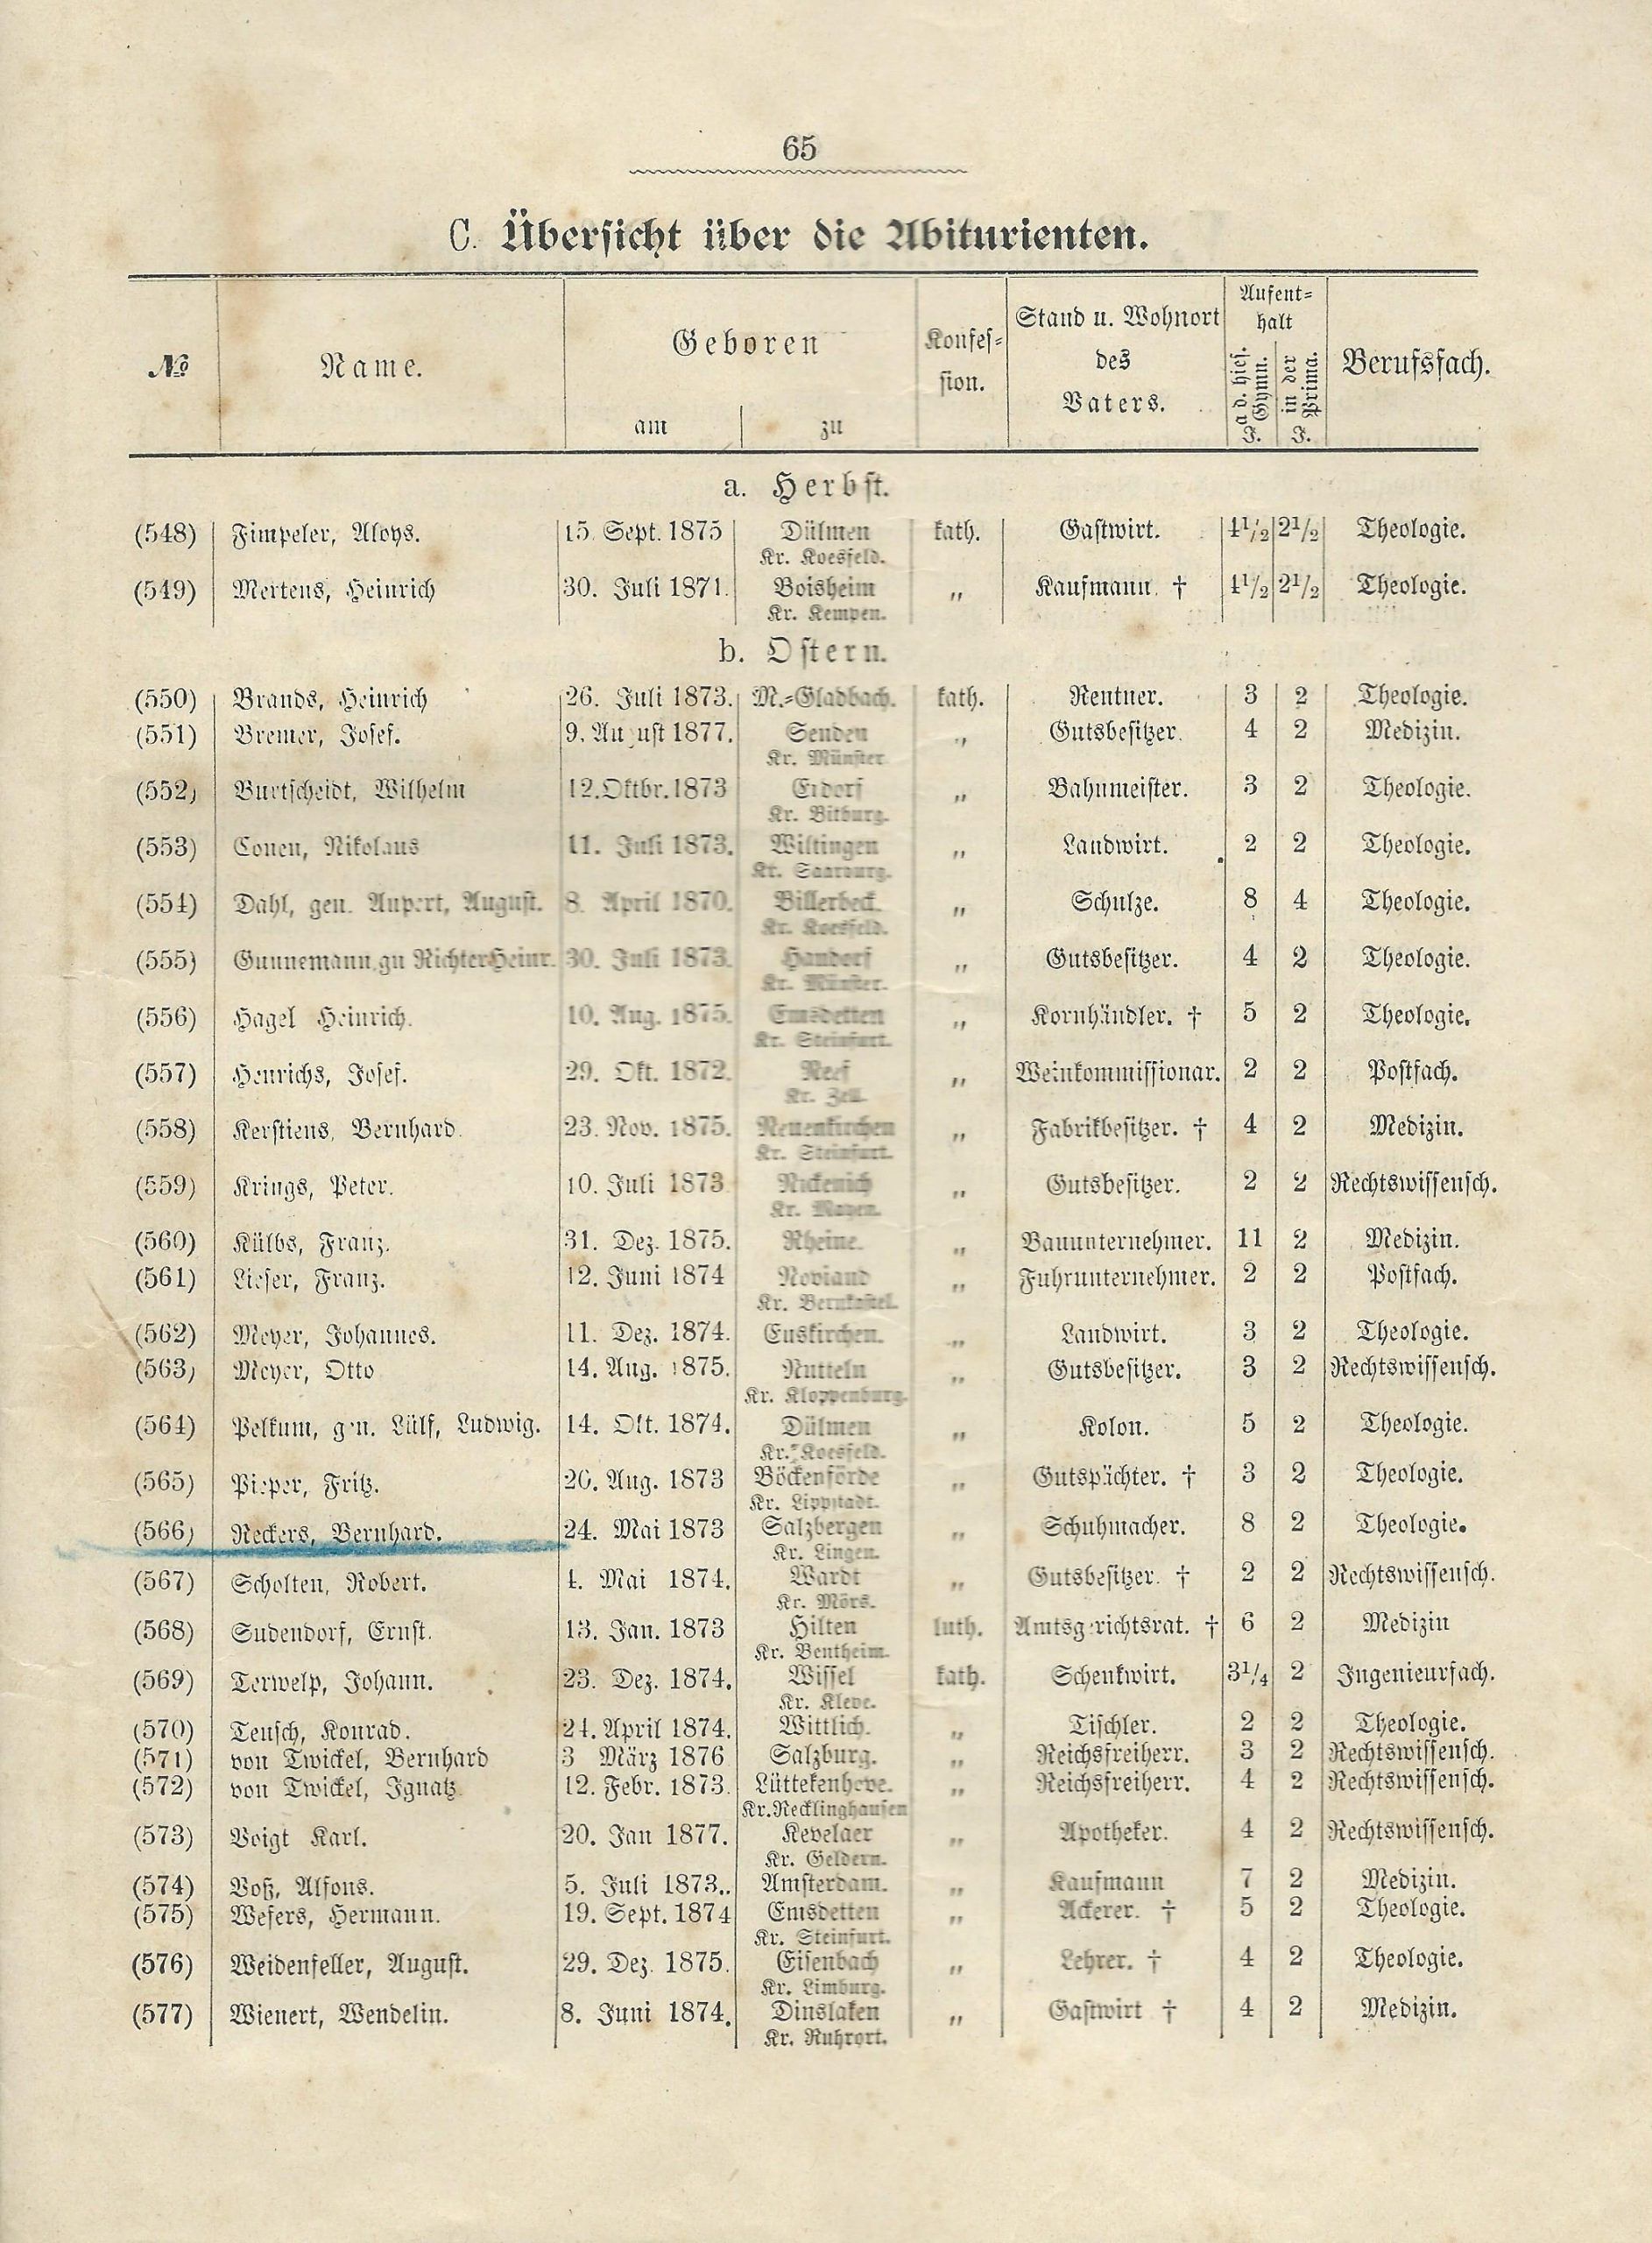 65
C. Übersicht über die Abiturienten.
№ Name. Geboren am zu Konfes=sion. Stand u. Wohnort des Vaters. Aufent=halt J. a d. hies. Gymn. J. in der Prima. Berufsfach.
a. Herbst.
(548) Fimpeler, Aloys. 15. Sept. 1875 Dülmen kath. Gastwirt. 4½ 2½ Theologie.
Kr. Koesfeld.
(549) Mertens, Heinrich 30. Juli 1871. Boisheim „ Kaufmann. † 4½ 2½ Theologie.
Kr. Kempen.
b. Ostern.
(550) Brands, Heinrich 26. Juli 1873. M.=Gladbach. kath. Rentner. 3 2 Theologie.
(551) Bremer, Josef. 9. August 1877. Senden „ Gutsbesitzer. 4 2 Medizin.
Kr. Münster
(552) Burtscheidt, Wilhelm 12. Oktbr. 1873 Erdorf „ Bahnmeister. 3 2 Theologie.
Kr. Bitburg.
(553) Conen, Nikolaus 11. Juli 1873. Wiltingen „ Landwirt. 2 2 Theologie.
Kr. Saarburg.
(554) Dahl, gen. Aupert, August. 8. April 1870. Billerbeck. „ Schulze. 8 4 Theologie.
Kr. Koesfeld.
(555) Gunnemann gn Richter Heinr. 30. Juli 1873. Handorf „ Gutsbesitzer. 4 2 Theologie.
Kr. Münster.
(556) Hagel Heinrich. 10. Aug. 1875. Emsdetten „ Kornhändler. † 5 2 Theologie.
Kr. Steinfurt.
(557) Henrichs, Josef. 29. Okt. 1872. Reef „ Weinkommissionar. 2 2 Postfach.
Kr. Zell.
(558) Kerstiens, Bernhard. 23. Nov. 1875. Neuenkirchen „ Fabrikbesitzer. † 4 2 Medizin.
Kr. Steinfurt.
(559) Krings, Peter. 10. Juli 1873 Nickenich „ Gutsbesitzer. 2 2 Rechtswissensch.
Kr. Mayen.
(560) Külbs, Franz. 31. Dez. 1875. Rheine. „ Bauunternehmer. 11 2 Medizin.
(561) Lieser, Franz. 12. Juni 1874 Noviand „ Fuhrunternehmer. 2 2 Postfach.
Kr. Bernkastel.
(562) Meyer, Johannes. 11. Dez. 1874. Euskirchen. „ Landwirt. 3 2 Theologie.
(563) Meyer, Otto 14. Aug. 1875. Nutteln „ Gutsbesitzer. 3 2 Rechtswissensch.
Kr. Kloppenburg.
(564) Pelkum, gen. Lülf, Ludwig. 14. Okt. 1874. Dülmen „ Kolon. 5 2 Theologie.
Kr. Koesfeld.
(565) Pieper, Fritz. 20. Aug. 1873 Böckenförde „ Gutspächter. † 3 2 Theologie.
Kr. Lippstadt.
(566) Reckers, Bernhard. 24. Mai 1873 Salzbergen „ Schuhmacher. 8 2 Theologie.
Kr. Lingen.
(567) Scholten, Robert. 4. Mai 1874. Wardt „ Gutsbesitzer. † 2 2 Rechtswissensch.
Kr. Mörs.
(568) Sudendorf, Ernst. 13. Jan. 1873 Hilten luth. Amtsgerichtsrat. † 6 2 Medizin
Kr. Bentheim.
(569) Terwelp, Johann. 23. Dez. 1874. Wissel kath. Schenkwirt. 3¼ 2 Ingenieurfach.
Kr. Kleve.
(570) Teusch, Konrad. 24. April 1874. Wittlich. „ Tischler. 2 2 Theologie.
(571) von Twickel, Bernhard 3 März 1876 Salzburg. „ Reichsfreiherr. 3 2 Rechtswissensch.
(572) von Twickel, Ignatz 12. Febr. 1873. Lüttekenhove. „ Reichsfreiherr. 4 2 Rechtswissensch.
Kr. Recklinghausen
(573) Voigt Karl. 20. Jan 1877. Kevelaer „ Apotheker. 4 2 Rechtswissensch.
Kr. Geldern.
(574) Voß, Alfons. 5. Juli 1873.. Amsterdam. „ Kaufmann 7 2 Medizin.
(575) Wesers, Hermann. 19. Sept. 1874 Emsdetten „ Ackerer. † 5 2 Theologie.
Kr. Steinfurt.
(576) Weidenfeller, August. 29. Dez. 1875. Eisenbach „ Lehrer. † 4 2 Theologie.
Kr. Limburg.
(577) Wienert, Wendelin. 8. Juni 1874. Dinslaken „ Gastwirt † 4 2 Medizin.
Kr. Ruhrort.